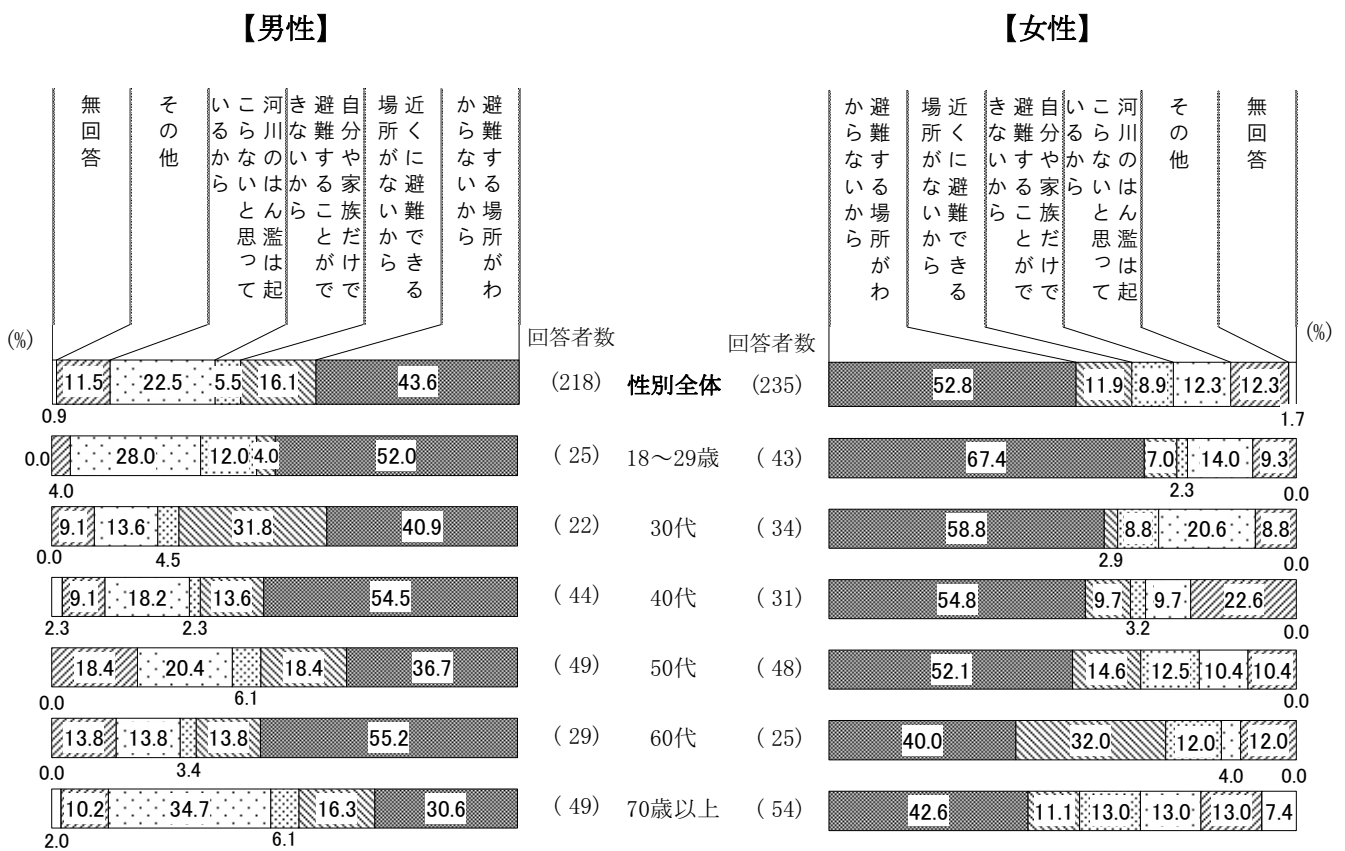 【男性】
【女性】
無回答
その他
河川のはん濫は起
こらないと思って
いるから
自分や家族だけで
避難することがで
きないから
近くに避難できる
場所がないから
避難する場所がわ
からないから
避難する場所がわ
からないから
近くに避難できる
場所がないから
自分や家族だけで
避難することがで
きないから
河川のはん濫は起
こらないと思って
いるから
その他
無回答
(%)
回答者数
回答者数
(%)
11.5 22.5 5.5 16.1 43.6 (218) 性別全体 (235) 52.8 11.9 8.9 12.3 12.3
0.9
1.7
0.0 28.0 12.0 4.0 52.0 ( 25) 18～29歳 ( 43) 67.4 7.0 14.0 9.3
4.0
2.3 0.0
9.1 13.6 31.8 40.9 ( 22) 30代 ( 34) 58.8 8.8 20.6 8.8
0.0 4.5
2.9 0.0
9.1 18.2 13.6 54.5 ( 44) 40代 ( 31) 54.8 9.7 9.7 22.6
2.3 2.3
3.2 0.0
18.4 20.4 18.4 36.7 ( 49) 50代 ( 48) 52.1 14.6 12.5 10.4 10.4
0.0 6.1
0.0
13.8 13.8 13.8 55.2 ( 29) 60代 ( 25) 40.0 32.0 12.0 12.0
0.0 3.4
4.0 0.0
10.2 34.7 16.3 30.6 ( 49) 70歳以上 ( 54) 42.6 11.1 13.0 13.0 13.0 7.4
2.0 6.1